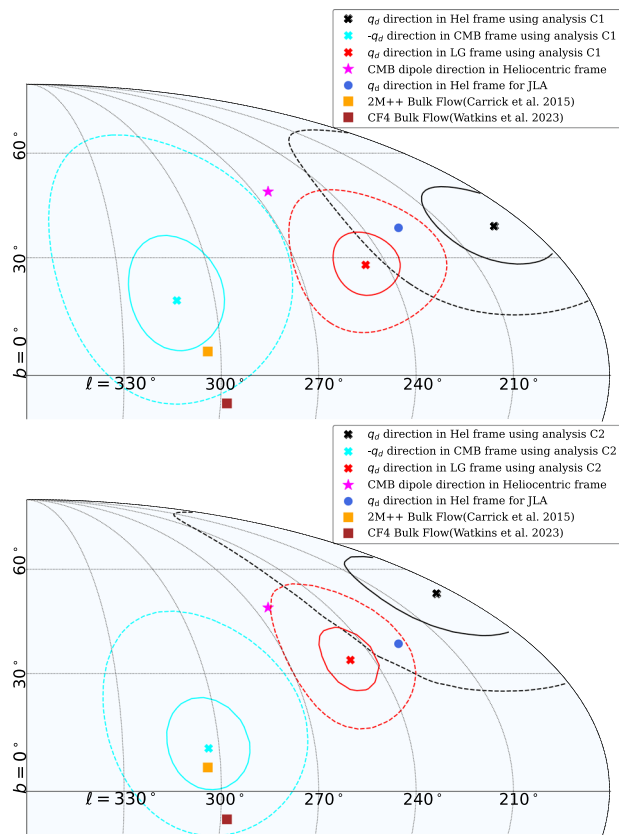 q_d direction in Hel frame using analysis C1
-q_d direction in CMB frame using analysis C1
q_d direction in LG frame using analysis C1
CMB dipole direction in Heliocentric frame
q_d direction in Hel frame for JLA
2M++ Bulk Flow(Carrick et al. 2015)
CF4 Bulk Flow(Watkins et al. 2023)
60°
30°
b = 0°
ℓ = 330° 300° 270° 210°
q_d direction in Hel frame using analysis C2
-q_d direction in CMB frame using analysis C2
q_d direction in LG frame using analysis C2
CMB dipole direction in Heliocentric frame
q_d direction in Hel frame for JLA
2M++ Bulk Flow(Carrick et al. 2015)
CF4 Bulk Flow(Watkins et al. 2023)
60°
30°
b = 0°
ℓ = 330° 300° 270° 210°